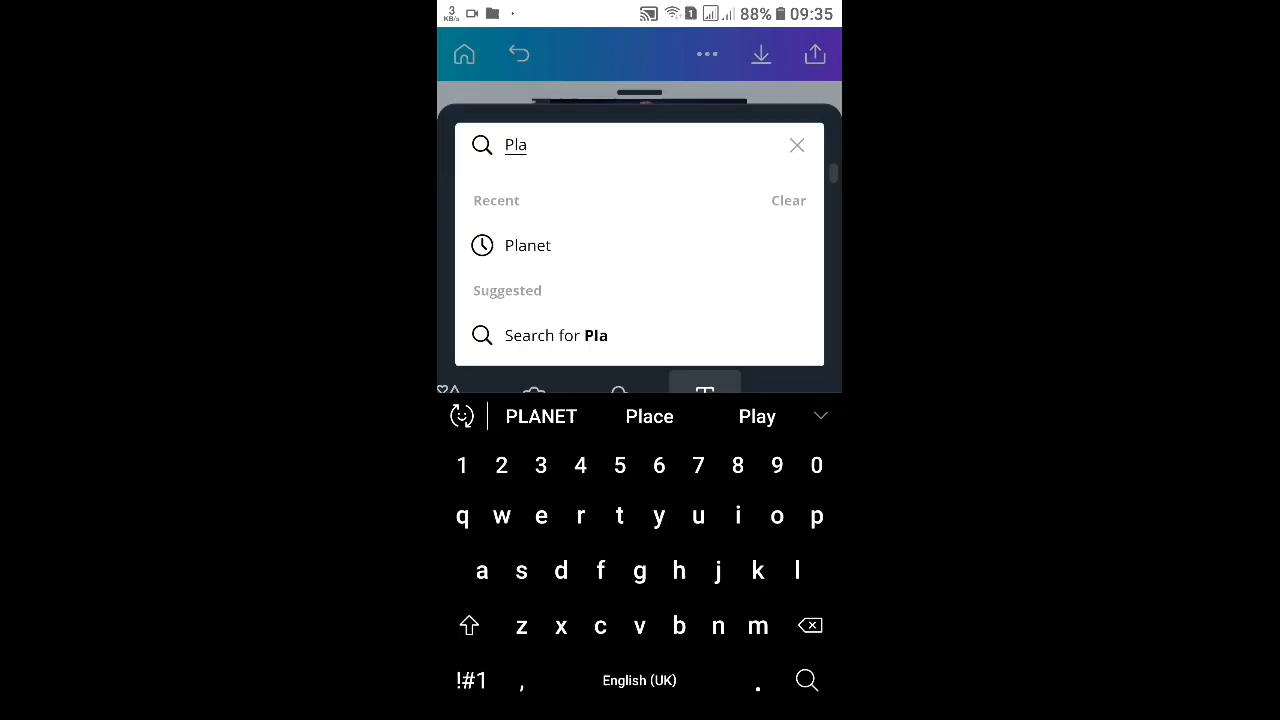 3
KB/s
1
88%
09:35
Pla
Recent
Clear
Planet
Suggested
Search for Pla
PLANET
Place
Play
1 2 3 4 5 6 7 8 9 0
q w e r t y u i o p
a s d f g h j k l
z x c v b n m
!#1 , English (UK) .